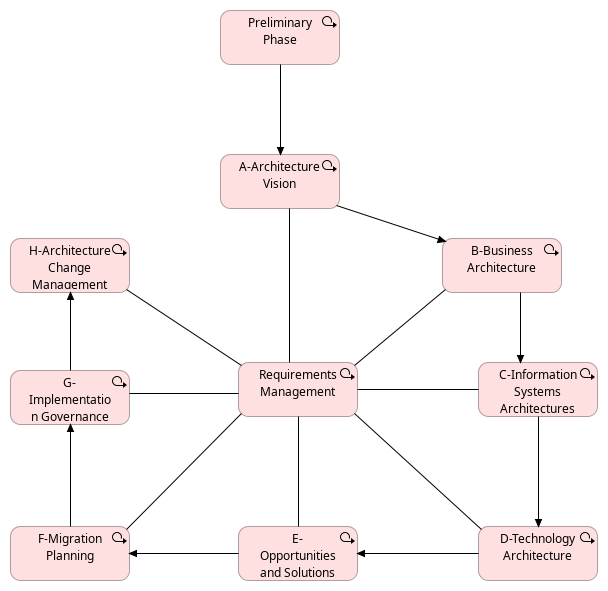 Preliminary
Phase
A-Architecture
Vision
H-Architecture
Change
Management
B-Business
Architecture
Requirements
Management
C-Information
Systems
Architectures
G-
Implementatio
n Governance
F-Migration
Planning
E-
Opportunities
and Solutions
D-Technology
Architecture